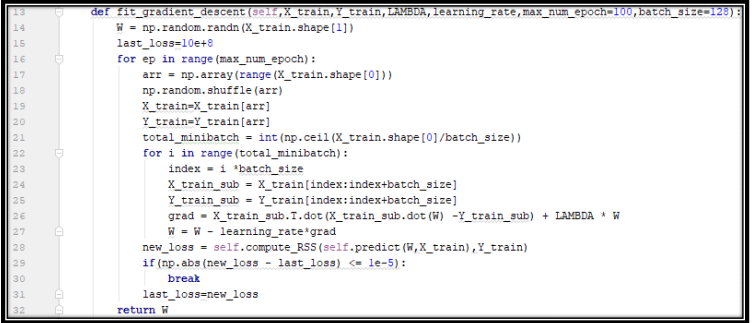 13 def fit_gradient_descent(self,X_train,Y_train,LAMBDA,learning_rate,max_num_epoch=100,batch_size=128):
14 W = np.random.randn(X_train.shape[1])
15 last_loss=10e+8
16 for ep in range(max_num_epoch):
17 arr = np.array(range(X_train.shape[0]))
18 np.random.shuffle(arr)
19 X_train=X_train[arr]
20 Y_train=Y_train[arr]
21 total_minibatch = int(np.ceil(X_train.shape[0]/batch_size))
22 for i in range(total_minibatch):
23 index = i *batch_size
24 X_train_sub = X_train[index:index+batch_size]
25 Y_train_sub = Y_train[index:index+batch_size]
26 grad = X_train_sub.T.dot(X_train_sub.dot(W) -Y_train_sub) + LAMBDA * W
27 W = W - learning_rate*grad
28 new_loss = self.compute_RSS(self.predict(W,X_train),Y_train)
29 if(np.abs(new_loss - last_loss) <= 1e-5):
30 break
31 last_loss=new_loss
32 return W